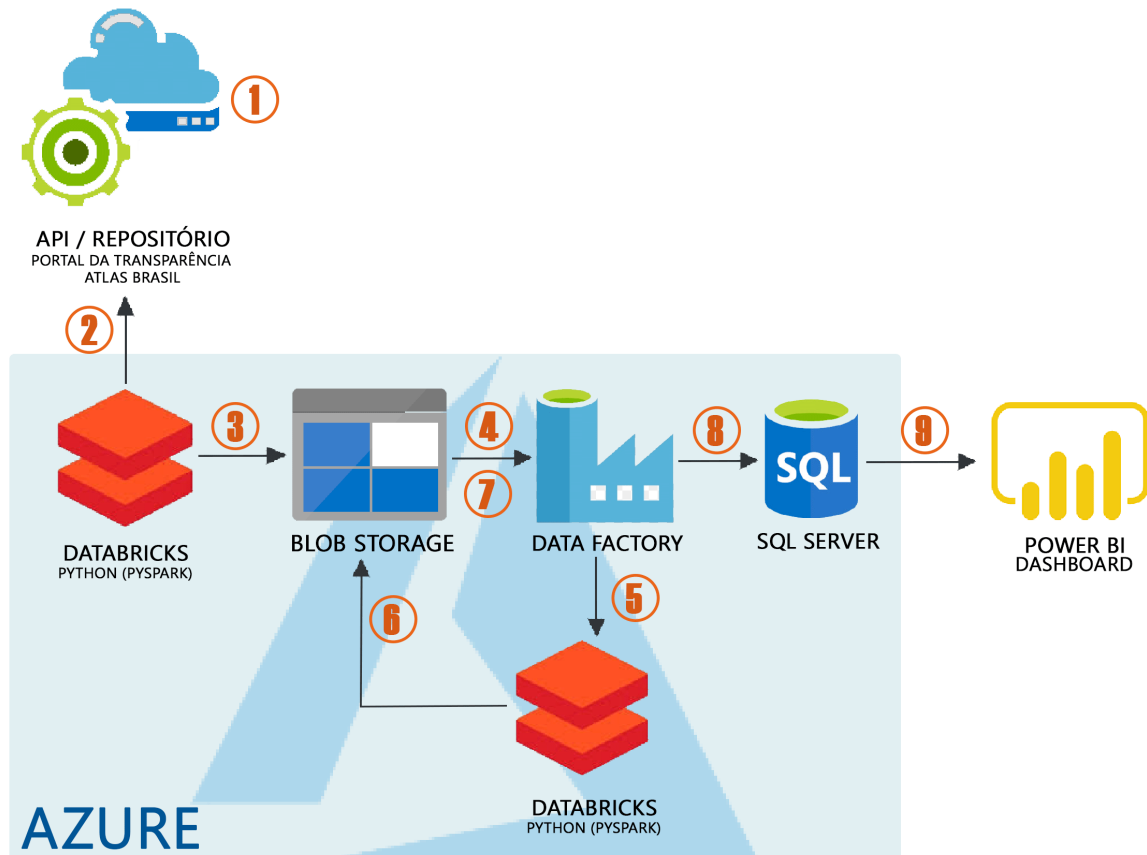 1
API / REPOSITÓRIO
PORTAL DA TRANSPARÊNCIA
ATLAS BRASIL
2
3
4
7
8
9
SQL
DATABRICKS
PYTHON (PYSPARK)
BLOB STORAGE
DATA FACTORY
SQL SERVER
POWER BI
DASHBOARD
6
5
DATABRICKS
PYTHON (PYSPARK)
AZURE